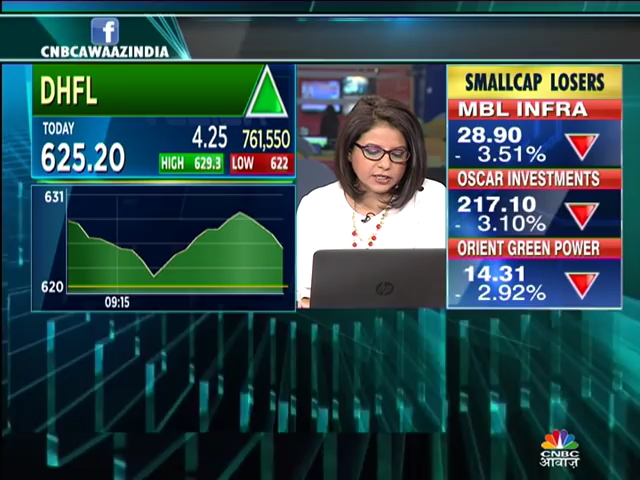 CNBCAWAAZINDIA
DHFL
TODAY
625.20
4.25 761,550
HIGH 629.3 LOW 622
631
620
09:15
SMALLCAP LOSERS
MBL INFRA
28.90
- 3.51%
OSCAR INVESTMENTS
217.10
- 3.10%
ORIENT GREEN POWER
14.31
- 2.92%
hp
CNBC
आवाज़